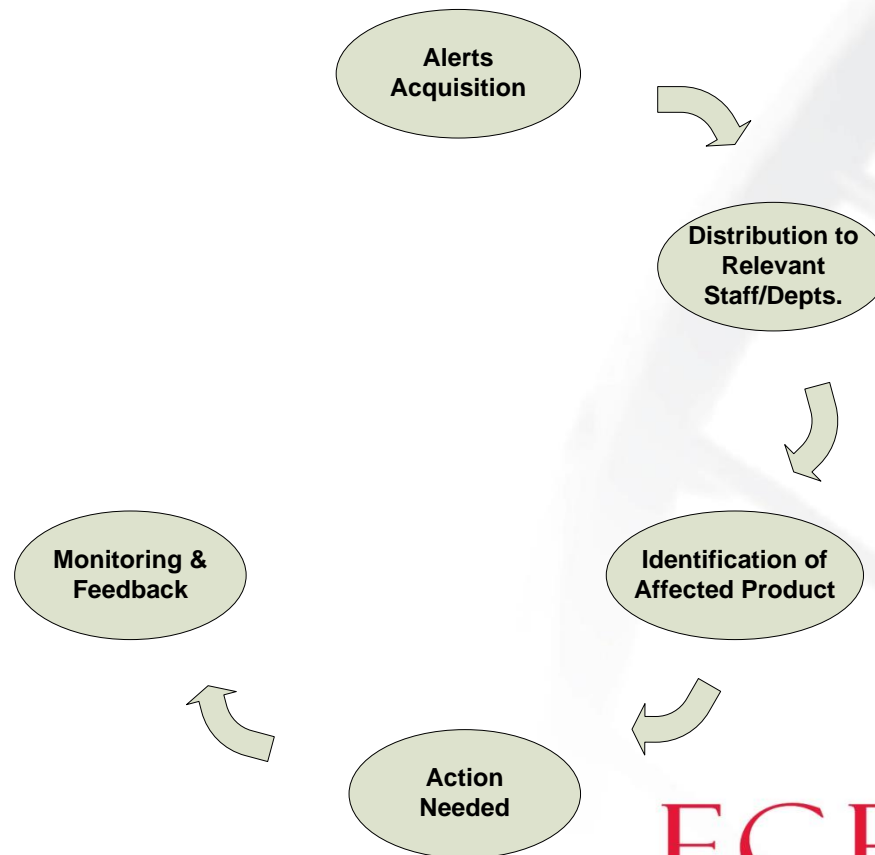 Alerts
Acquisition
Distribution to
Relevant
Staff/Depts.
Identification of
Affected Product
Action
Needed
Monitoring &
Feedback